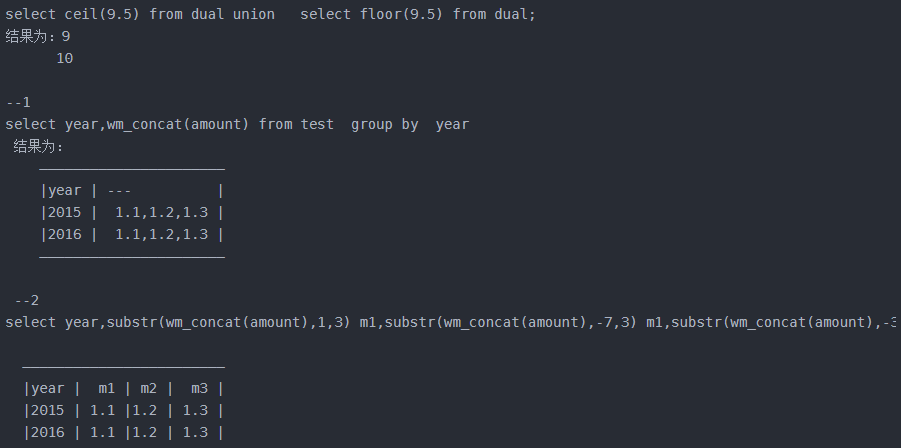 select ceil(9.5) from dual union   select floor(9.5) from dual;
结果为：9
      10
--1
select year,wm_concat(amount) from test  group by  year
 结果为：
    |year | ---          |
    |2015 |  1.1,1.2,1.3 |
    |2016 |  1.1,1.2,1.3 |
 --2
select year,substr(wm_concat(amount),1,3) m1,substr(wm_concat(amount),-7,3) m1,substr(wm_concat(amount),-3
  |year |  m1 | m2 |  m3 |
  |2015 | 1.1 |1.2 | 1.3 |
  |2016 | 1.1 |1.2 | 1.3 |